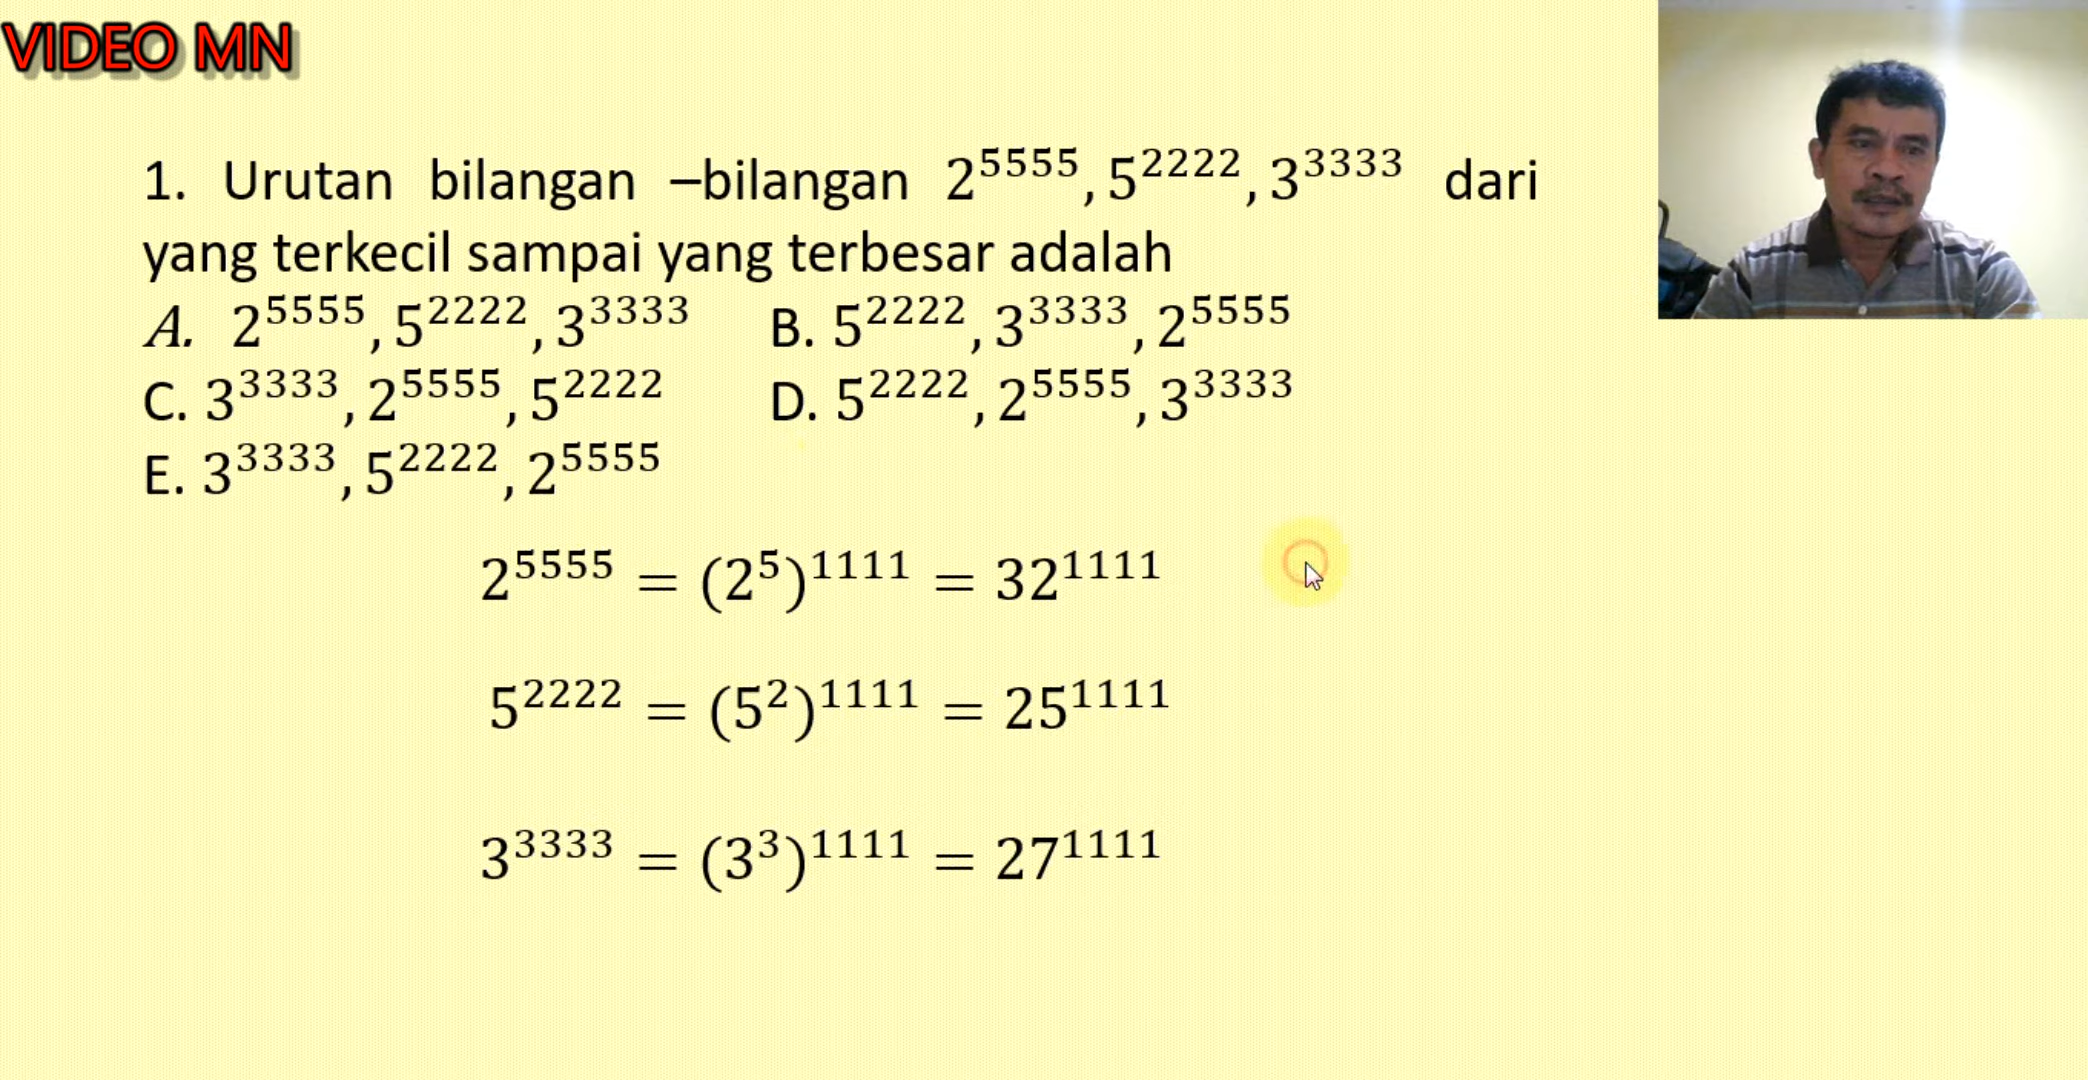 VIDEO MN
1. Urutan bilangan –bilangan 2^5555, 5^2222, 3^3333 dari
yang terkecil sampai yang terbesar adalah
A. 2^5555, 5^2222, 3^3333 B. 5^2222, 3^3333, 2^5555
C. 3^3333, 2^5555, 5^2222 D. 5^2222, 2^5555, 3^3333
E. 3^3333, 5^2222, 2^5555
2^5555 = (2^5)^1111 = 32^1111
5^2222 = (5^2)^1111 = 25^1111
3^3333 = (3^3)^1111 = 27^1111